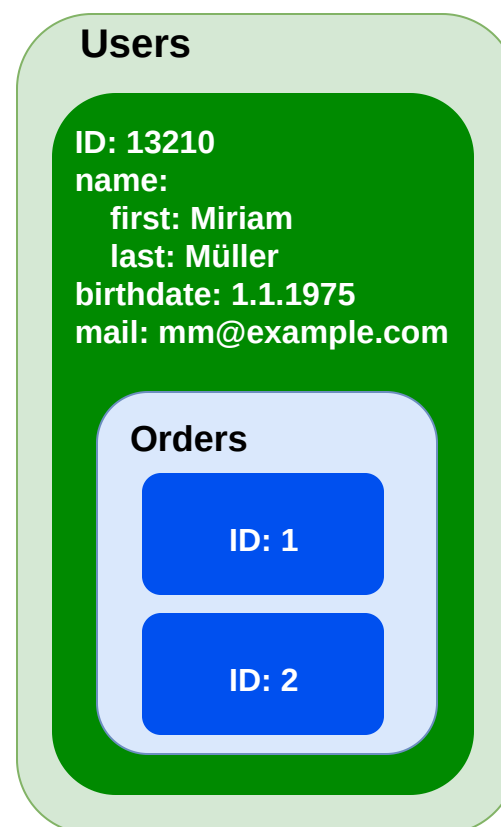 Users
ID: 13210
name:
first: Miriam
last: Müller
birthdate: 1.1.1975
mail: mm@example.com
Orders
ID: 1
ID: 2